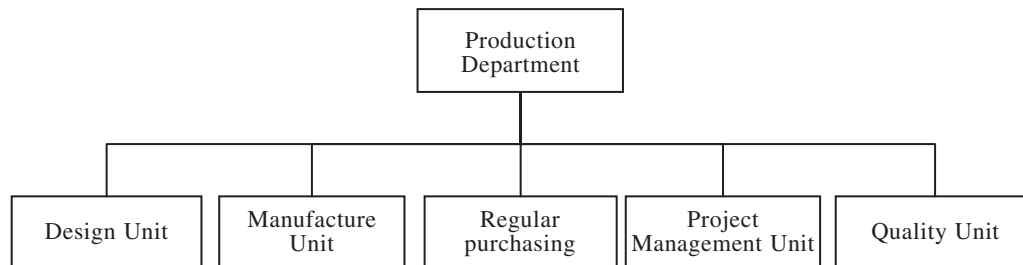 Production
Department
Design Unit
Manufacture
Unit
Regular
purchasing
Project
Management Unit
Quality Unit